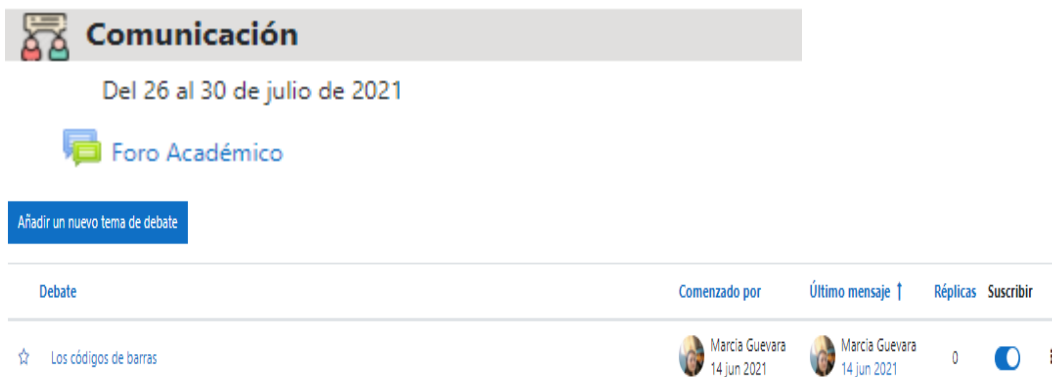 Comunicación
Del 26 al 30 de julio de 2021
Foro Académico
Añadir un nuevo tema de debate
Debate Comenzado por Último mensaje ↑ Réplicas Suscribir
Los códigos de barras Marcia Guevara Marcia Guevara 0
14 jun 2021 14 jun 2021